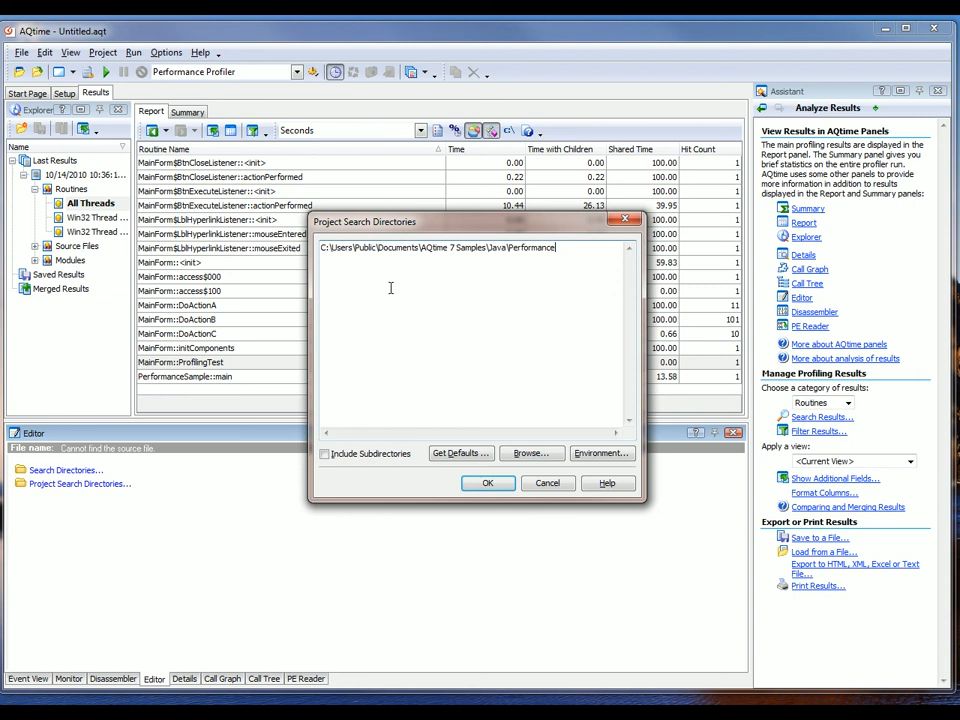 AQtime - Untitled.aqt
File Edit View Project Run Options Help
Performance Profiler
Start Page Setup Results
Explorer
Name
Last Results
10/14/2010 10:36:1...
Routines
All Threads
Win32 Thread ...
Win32 Thread ...
Source Files
Modules
Saved Results
Merged Results
Report Summary
Seconds
Routine Name Time Time with Children Shared Time Hit Count
MainForm$BtnCloseListener::<init> 0.00 0.00 100.00 1
MainForm$BtnCloseListener::actionPerformed 0.22 0.22 100.00 1
MainForm$BtnExecuteListener::<init> 0.00 0.00 100.00 1
MainForm$BtnExecuteListener::actionPerformed 10.44 26.13 39.95 1
MainForm$LblHyperlinkListener::<init> 100.00 1
MainForm$LblHyperlinkListener::mouseEntered 100.00 1
MainForm$LblHyperlinkListener::mouseExited 100.00 1
MainForm::<init> 59.83 1
MainForm::access$000 100.00 1
MainForm::access$100 0.00 1
MainForm::DoActionA 100.00 11
MainForm::DoActionB 100.00 101
MainForm::DoActionC 0.66 10
MainForm::initComponents 100.00 1
MainForm::ProfilingTest 0.00 1
PerformanceSample::main 13.58 1
Project Search Directories
C:\Users\Public\Documents\AQtime 7 Samples\Java\Performance
Include Subdirectories
Get Defaults ...
Browse...
Environment...
OK
Cancel
Help
Editor
File name: Cannot find the source file.
Search Directories...
Project Search Directories...
Event View Monitor Disassembler Editor Details Call Graph Call Tree PE Reader
Assistant
Analyze Results
View Results in AQtime Panels
The main profiling results are displayed in the Report panel. The Summary panel gives you brief statistics on the entire profiler run. AQtime uses some other panels to provide more information in addition to results displayed in the Report and Summary panels:
Summary
Report
Explorer
Details
Call Graph
Call Tree
Editor
Disassembler
PE Reader
More about AQtime panels
More about analysis of results
Manage Profiling Results
Choose a category of results:
Routines
Search Results...
Filter Results...
Apply a view:
<Current View>
Show Additional Fields...
Format Columns...
Comparing and Merging Results
Export or Print Results
Save to a File...
Load from a File...
Export to HTML, XML, Excel or Text File...
Print Results...